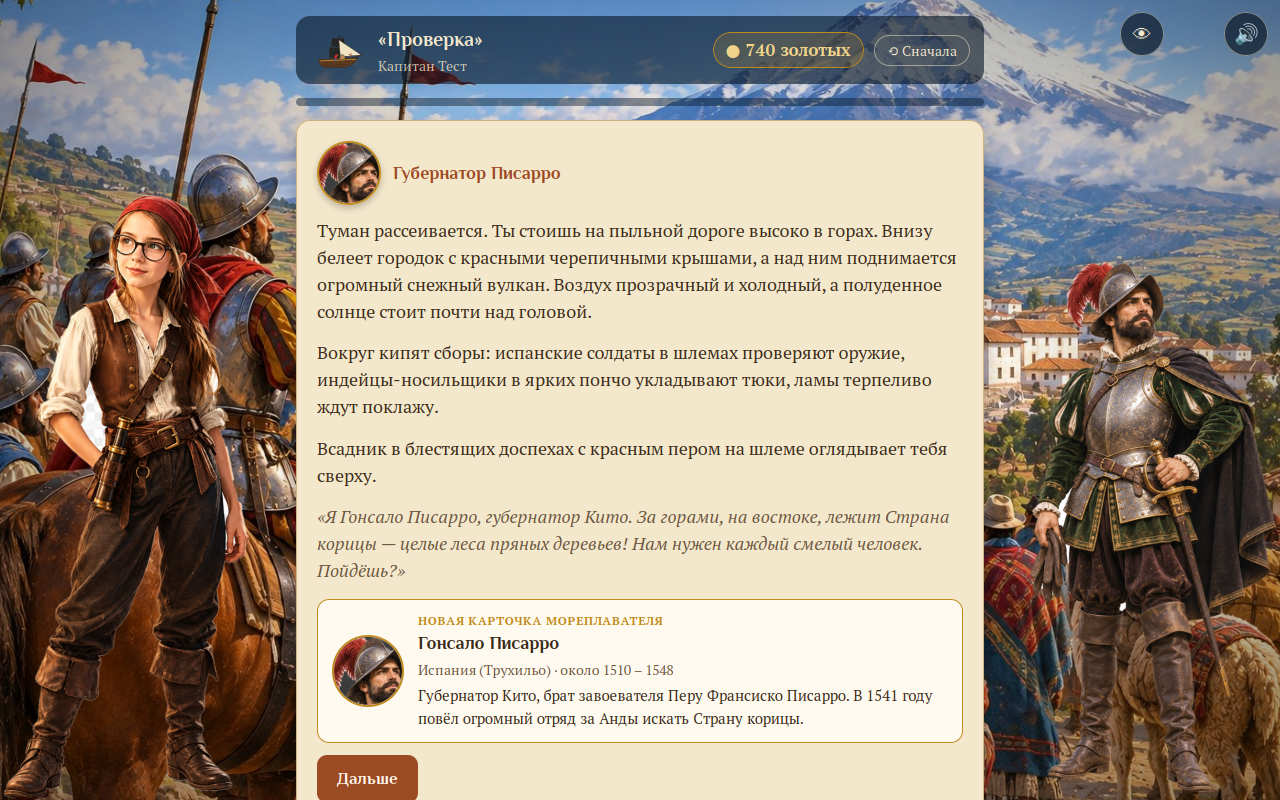 «Проверка»
Капитан Тест
740 золотых
⟲ Сначала
Губернатор Писарро
Туман рассеивается. Ты стоишь на пыльной дороге высоко в горах. Внизу
белеет городок с красными черепичными крышами, а над ним поднимается
огромный снежный вулкан. Воздух прозрачный и холодный, а полуденное
солнце стоит почти над головой.
Вокруг кипят сборы: испанские солдаты в шлемах проверяют оружие,
индейцы-носильщики в ярких пончо укладывают тюки, ламы терпеливо
ждут поклажу.
Всадник в блестящих доспехах с красным пером на шлеме оглядывает тебя
сверху.
«Я Гонсало Писарро, губернатор Кито. За горами, на востоке, лежит Страна
корицы — целые леса пряных деревьев! Нам нужен каждый смелый человек.
Пойдёшь?»
НОВАЯ КАРТОЧКА МОРЕПЛАВАТЕЛЯ
Гонсало Писарро
Испания (Трухильо) · около 1510 – 1548
Губернатор Кито, брат завоевателя Перу Франсиско Писарро. В 1541 году
повёл огромный отряд за Анды искать Страну корицы.
Дальше